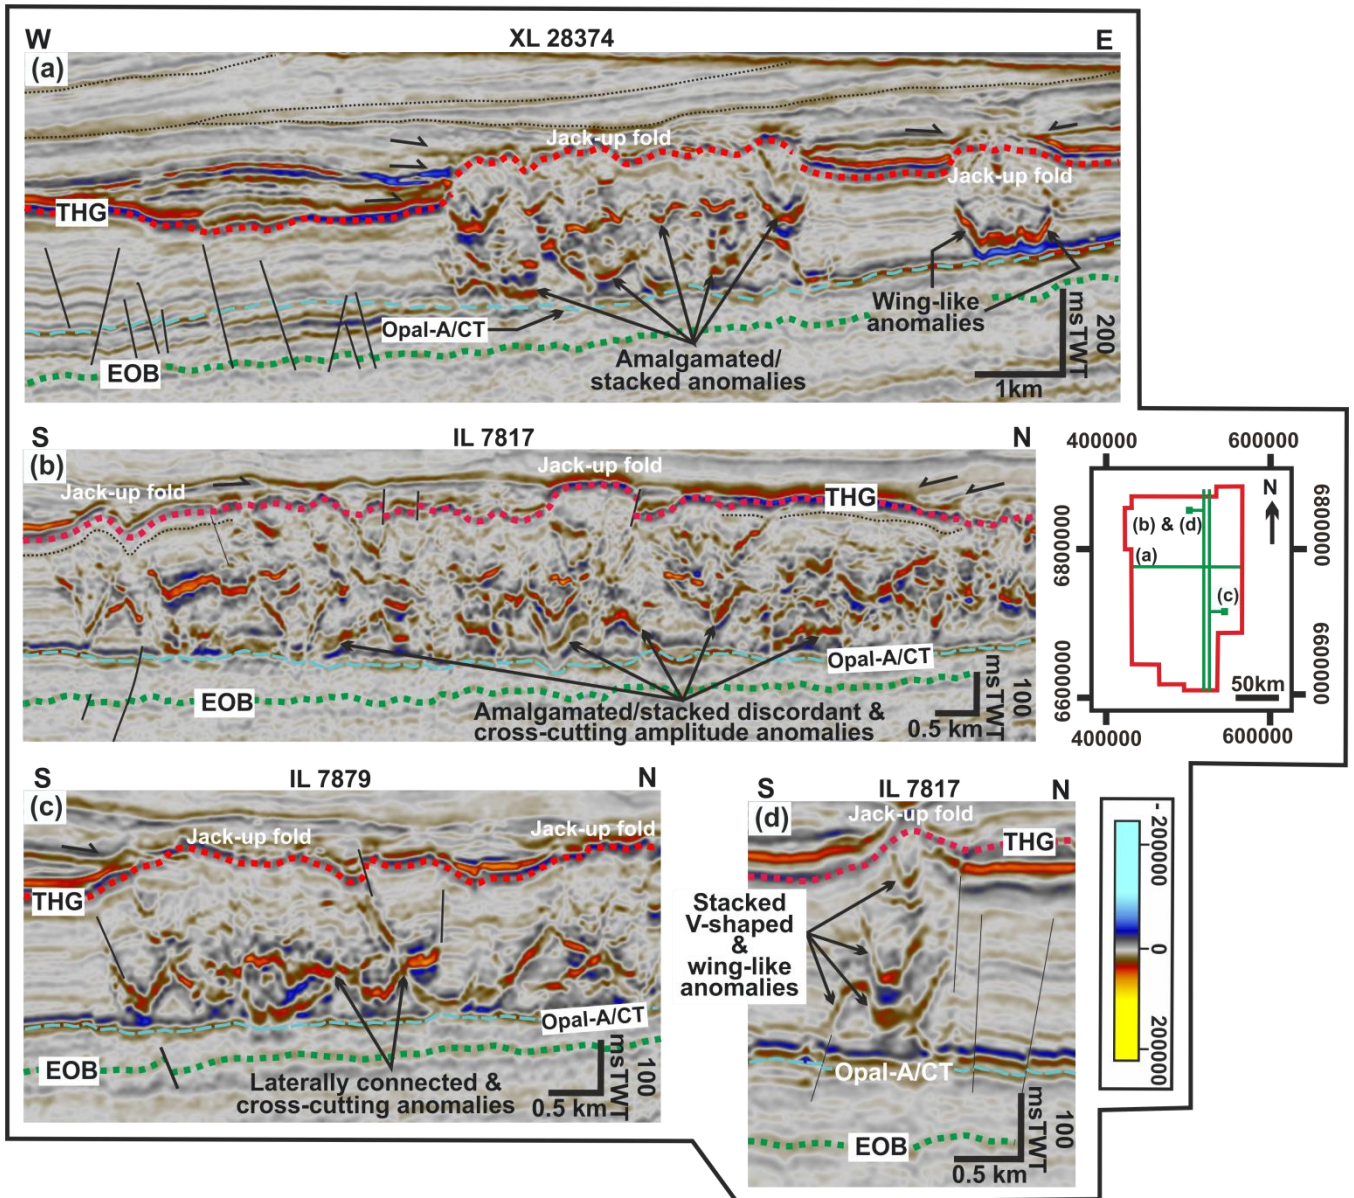 W
XL 28374
E
(a)
Jack-up fold
Jack-up fold
THG
Opal-A/CT
EOB
Wing-like
anomalies
Amalgamated/
stacked anomalies
200
msTWT
1km
S
IL 7817
N
(b)
Jack-up fold
Jack-up fold
THG
Opal-A/CT
EOB
Amalgamated/stacked discordant &
cross-cutting amplitude anomalies
100
msTWT
0.5 km
400000
600000
N
(b) & (d)
(a)
(c)
50km
6800000
6900000
6800000
6600000
400000
600000
S
IL 7879
N
(c)
Jack-up fold
Jack-up fold
THG
Opal-A/CT
EOB
Laterally connected &
cross-cutting anomalies
100
msTWT
0.5 km
S
IL 7817
N
(d)
Jack-up fold
THG
Stacked
V-shaped
&
wing-like
anomalies
Opal-A/CT
EOB
100
msTWT
0.5 km
- 200000
0
200000